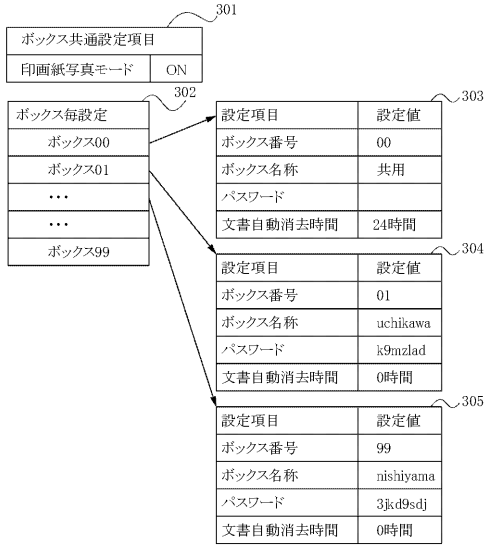 301
ボックス共通設定項目
印画紙写真モード ON
302
ボックス毎設定
ボックス00
ボックス01
・・・
・・・
ボックス99
303
設定項目 設定値
ボックス番号 00
ボックス名称 共用
パスワード
文書自動消去時間 24時間
304
設定項目 設定値
ボックス番号 01
ボックス名称 uchikawa
パスワード k9mzlad
文書自動消去時間 0時間
305
設定項目 設定値
ボックス番号 99
ボックス名称 nishiyama
パスワード 3jkd9sdj
文書自動消去時間 0時間